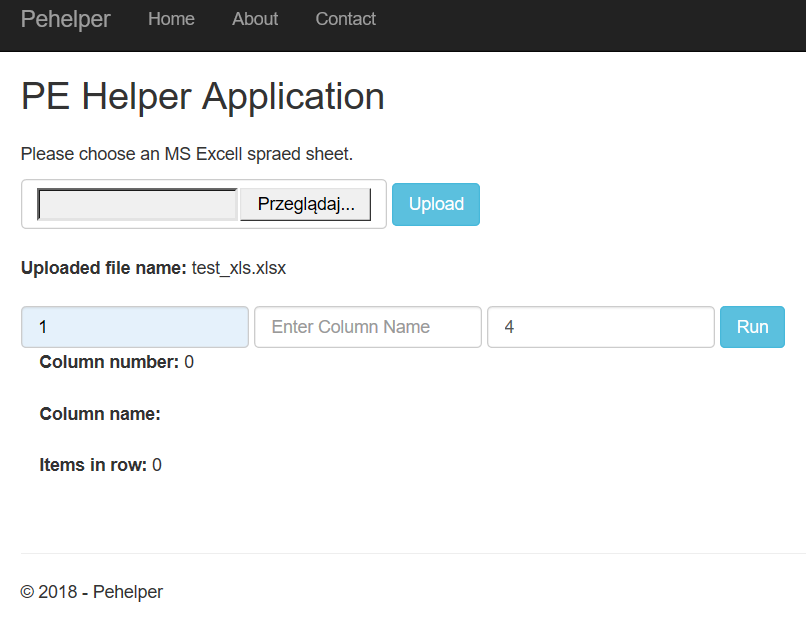 Pehelper Home About Contact
PE Helper Application
Please choose an MS Excell spraed sheet.
Przeglądaj... Upload
Uploaded file name: test_xls.xlsx
1 Enter Column Name 4 Run
Column number: 0
Column name:
Items in row: 0
© 2018 - Pehelper